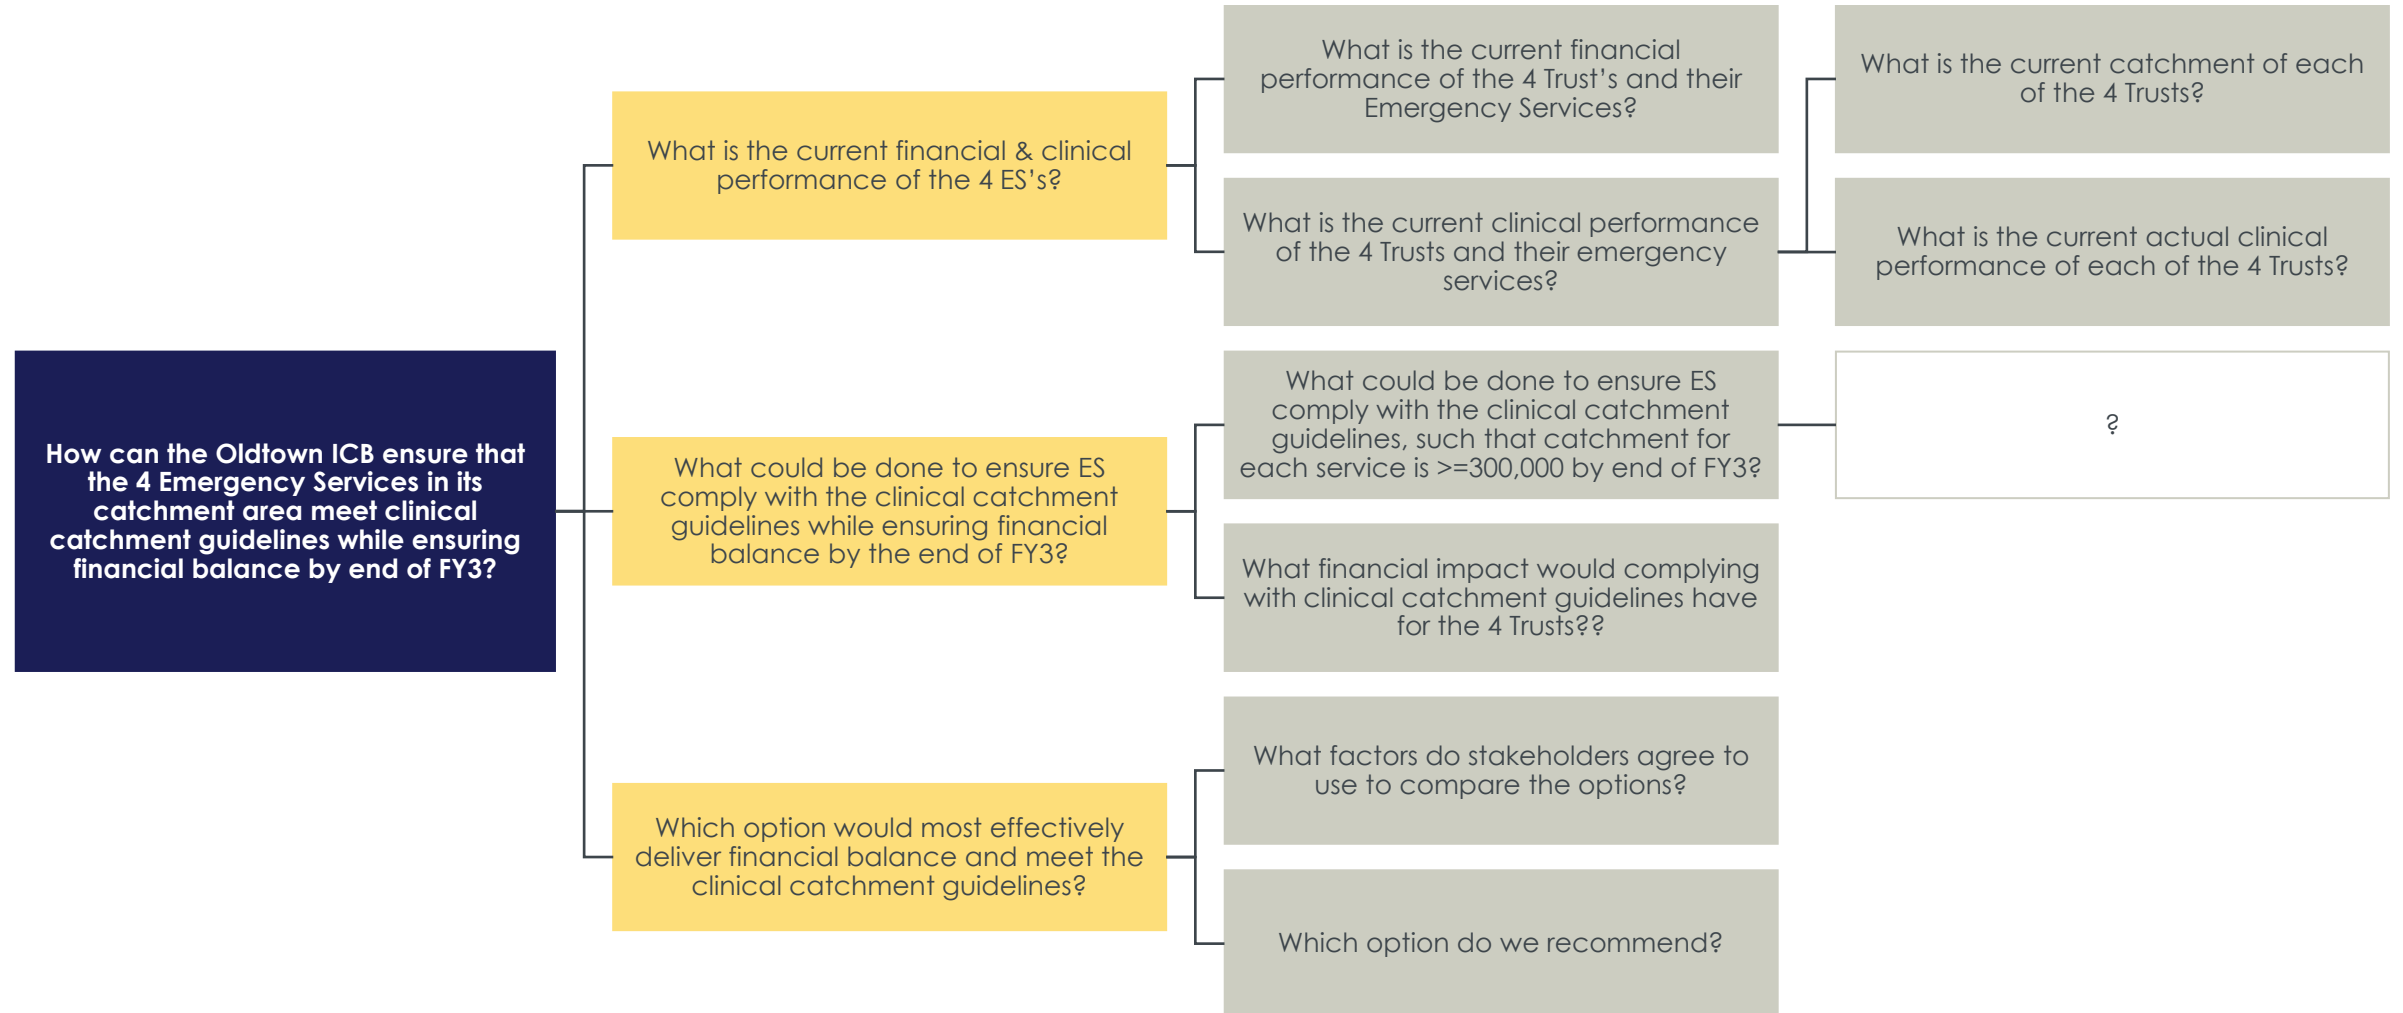 How can the Oldtown ICB ensure that
the 4 Emergency Services in its
catchment area meet clinical
catchment guidelines while ensuring
financial balance by end of FY3?
What is the current financial & clinical
performance of the 4 ES’s?
What is the current financial
performance of the 4 Trust’s and their
Emergency Services?
What is the current clinical performance
of the 4 Trusts and their emergency
services?
What is the current catchment of each
of the 4 Trusts?
What is the current actual clinical
performance of each of the 4 Trusts?
What could be done to ensure ES
comply with the clinical catchment
guidelines while ensuring financial
balance by the end of FY3?
What could be done to ensure ES
comply with the clinical catchment
guidelines, such that catchment for
each service is >=300,000 by end of FY3?
?
What financial impact would complying
with clinical catchment guidelines have
for the 4 Trusts??
Which option would most effectively
deliver financial balance and meet the
clinical catchment guidelines?
What factors do stakeholders agree to
use to compare the options?
Which option do we recommend?